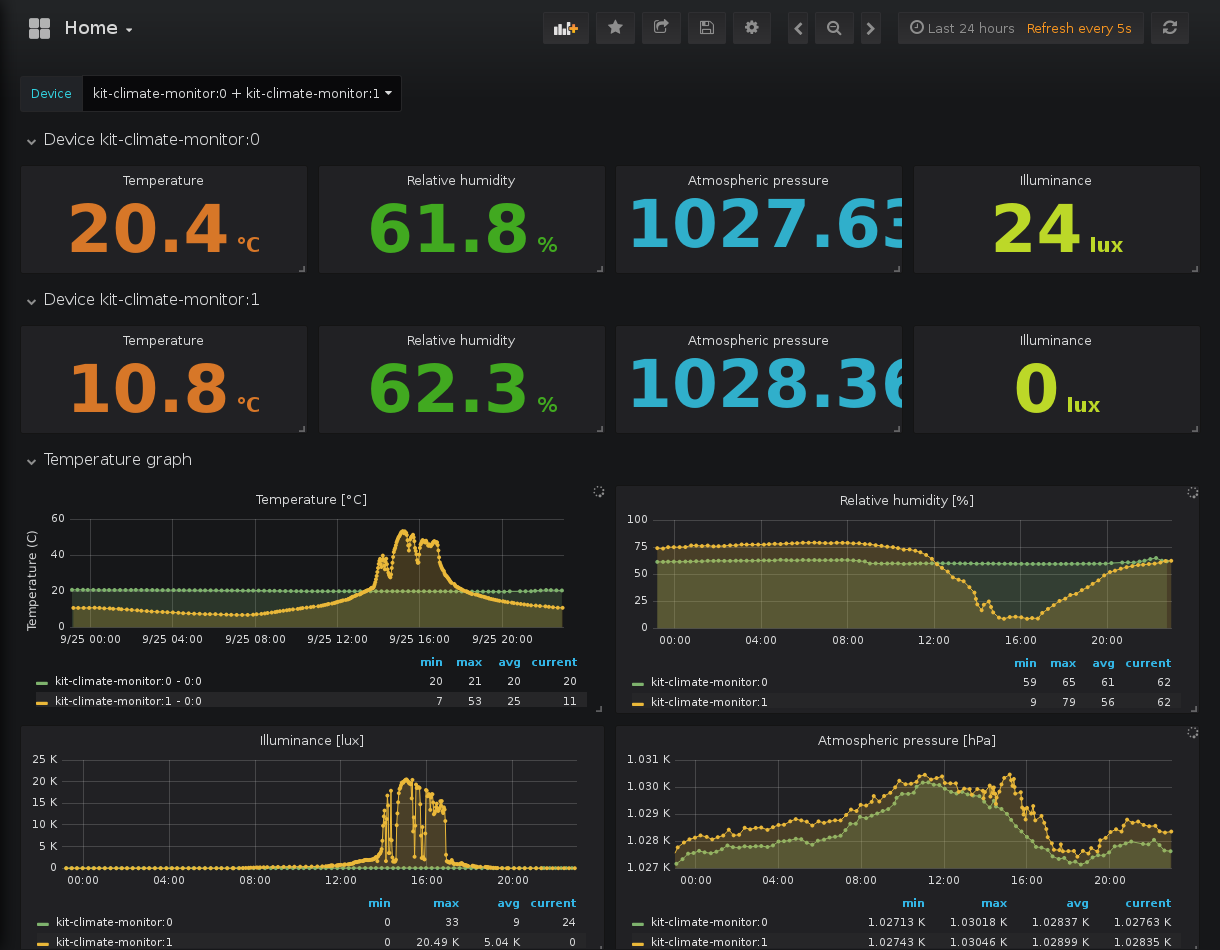 Home
Last 24 hours Refresh every 5s
Device kit-climate-monitor:0 + kit-climate-monitor:1
Device kit-climate-monitor:0
Temperature Relative humidity Atmospheric pressure Illuminance
20.4 °C 61.8 % 1027.63 24 lux
Device kit-climate-monitor:1
Temperature Relative humidity Atmospheric pressure Illuminance
10.8 °C 62.3 % 1028.36 0 lux
Temperature graph
Temperature [°C]
Temperature (C)
60
40
20
0
9/25 00:00 9/25 04:00 9/25 08:00 9/25 12:00 9/25 16:00 9/25 20:00
min max avg current
kit-climate-monitor:0 - 0:0 20 21 20 20
kit-climate-monitor:1 - 0:0 7 53 25 11
Relative humidity [%]
100
75
50
25
0
00:00 04:00 08:00 12:00 16:00 20:00
min max avg current
kit-climate-monitor:0 59 65 61 62
kit-climate-monitor:1 9 79 56 62
Illuminance [lux]
25 K
20 K
15 K
10 K
5 K
0
00:00 04:00 08:00 12:00 16:00 20:00
min max avg current
kit-climate-monitor:0 0 33 9 24
kit-climate-monitor:1 0 20.49 K 5.04 K 0
Atmospheric pressure [hPa]
1.031 K
1.030 K
1.029 K
1.028 K
1.027 K
00:00 04:00 08:00 12:00 16:00 20:00
min max avg current
kit-climate-monitor:0 1.02713 K 1.03018 K 1.02837 K 1.02763 K
kit-climate-monitor:1 1.02743 K 1.03046 K 1.02899 K 1.02835 K